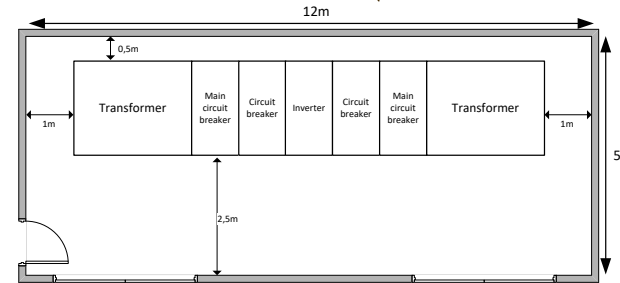 12m
0,5m
Transformer
Main
circuit
breaker
Circuit
breaker
Inverter
Circuit
breaker
Main
circuit
breaker
Transformer
1m
1m
5
2,5m